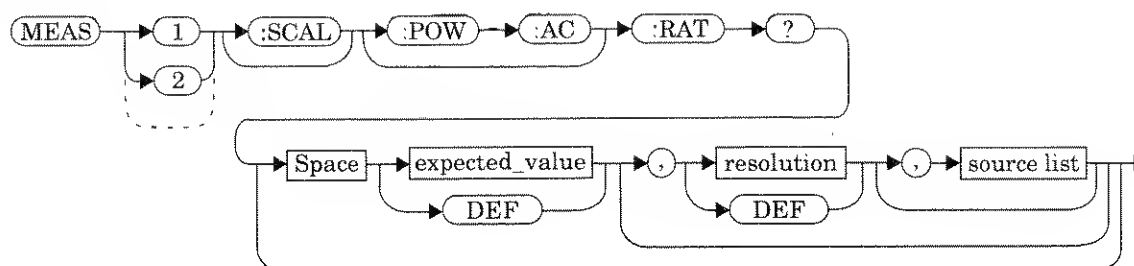 MEAS 1 :SCAL :POW :AC :RAT ?
2
Space expected_value , resolution , source list
DEF DEF